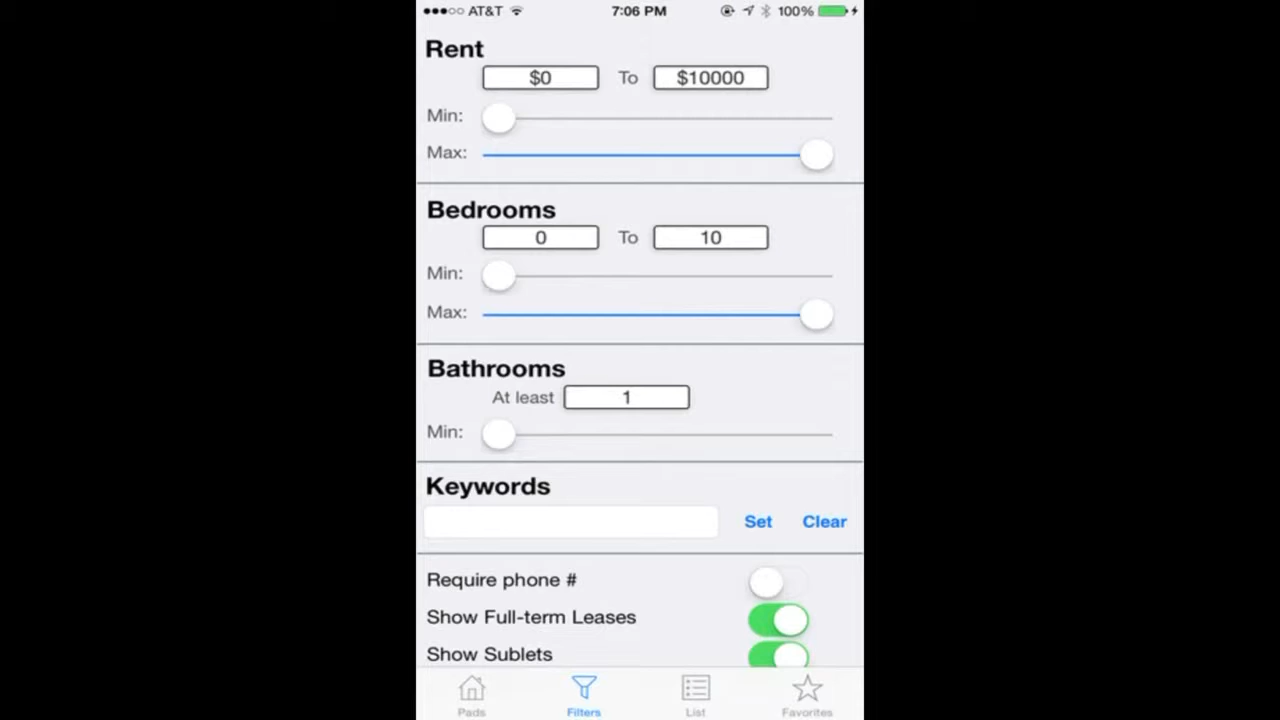 AT&T 7:06 PM 100%
Rent
$0 To $10000
Min:
Max:
Bedrooms
0 To 10
Min:
Max:
Bathrooms
At least 1
Min:
Keywords
Set Clear
Require phone #
Show Full-term Leases
Show Sublets
Pads Filters List Favorites